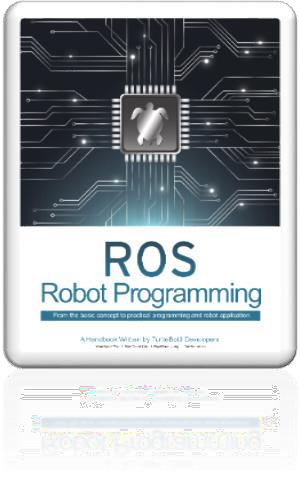 ROS
Robot Programming
From the basic concept to practical programming and robot application
A Handbook Written by TurtleBot3 Developers